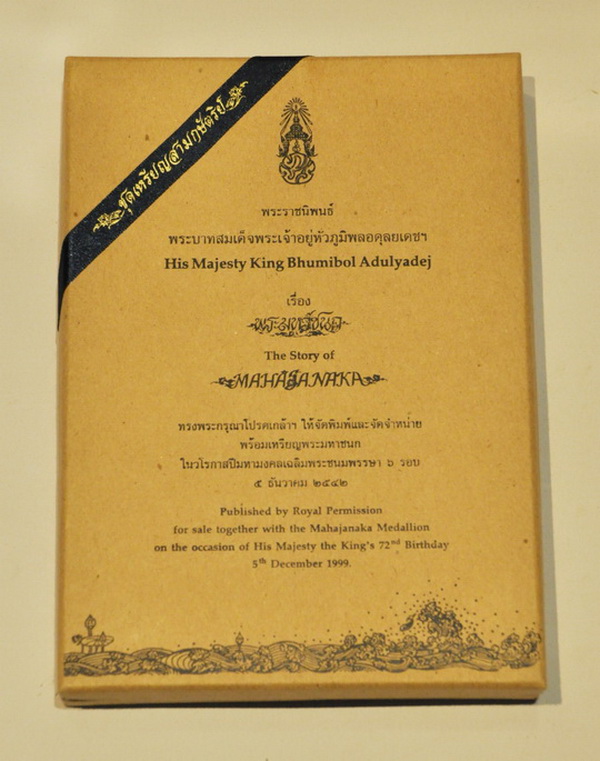 ชุดเหรียญสามกษัตริย์
พระราชนิพนธ์
พระบาทสมเด็จพระเจ้าอยู่หัวภูมิพลอดุลยเดชฯ
His Majesty King Bhumibol Adulyadej
เรื่อง
พระมหาชนก
The Story of
MAHAJANAKA
ทรงพระกรุณาโปรดเกล้าฯ ให้จัดพิมพ์และจัดจำหน่าย
พร้อมเหรียญพระมหาชนก
ในวโรกาสปีมหามงคลเฉลิมพระชนมพรรษา ๖ รอบ
๕ ธันวาคม ๒๕๔๒
Published by Royal Permission
for sale together with the Mahajanaka Medallion
on the occasion of His Majesty the King's 72nd Birthday
5th December 1999.